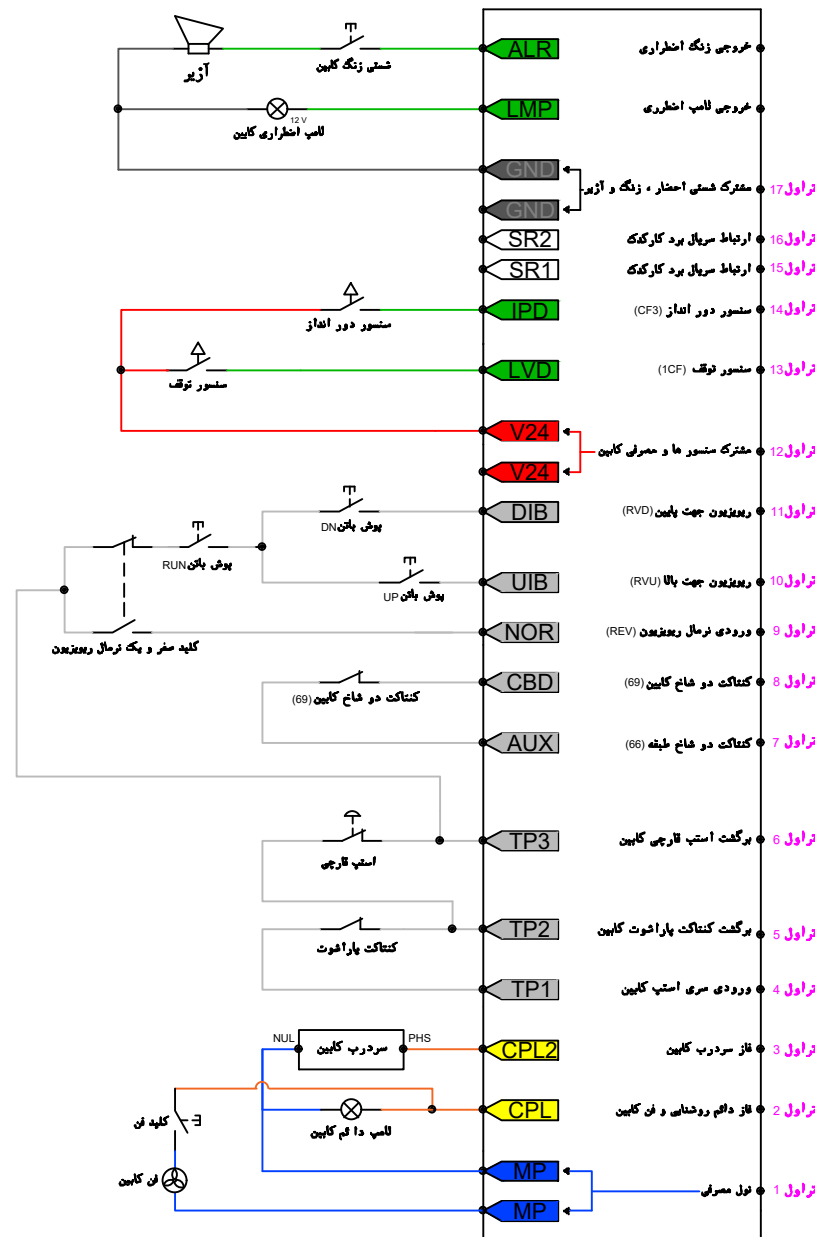 ALR
خروجی زنگ اضطراری
شستی زنگ کابین
آژیر
LMP
خروجی لامپ اضطرری
12 V
لامپ اضطراری کابین
GND
مشترک شستی احضار ، زنگ و آژیر
تراول 17
GND
SR2
ارتباط سریال برد کارکدک
تراول 16
SR1
ارتباط سریال برد کارکدک
تراول 15
IPD
سنسور دور انداز (CF3)
تراول 14
سنسور دور انداز
LVD
سنسور توقف (1CF)
تراول 13
سنسور توقف
V24
مشترک سنسور ها و مصرفی کابین
تراول 12
V24
DIB
ریویزیون جهت پایین (RVD)
تراول 11
پوش باتن DN
پوش باتن RUN
UIB
ریویزیون جهت بالا (RVU)
تراول 10
پوش باتن UP
NOR
ورودی نرمال ریویزیون (REV)
تراول 9
کلید صفر و یک نرمال ریویزیون
CBD
کنتاکت دو شاخ کابین (69)
تراول 8
کنتاکت دو شاخ کابین (69)
AUX
کنتاکت دو شاخ طبقه (66)
تراول 7
TP3
برگشت استپ قارچی کابین
تراول 6
استپ قارچی
TP2
برگشت کنتاکت پاراشوت کابین
تراول 5
کنتاکت پاراشوت
TP1
ورودی سری استپ کابین
تراول 4
NUL
سردرب کابین
PHS
CPL2
فاز سردرب کابین
تراول 3
CPL
فاز دائم روشنایی و فن کابین
تراول 2
کلید فن
لامپ دائم کابین
MP
نول مصرفی
تراول 1
فن کابین
MP